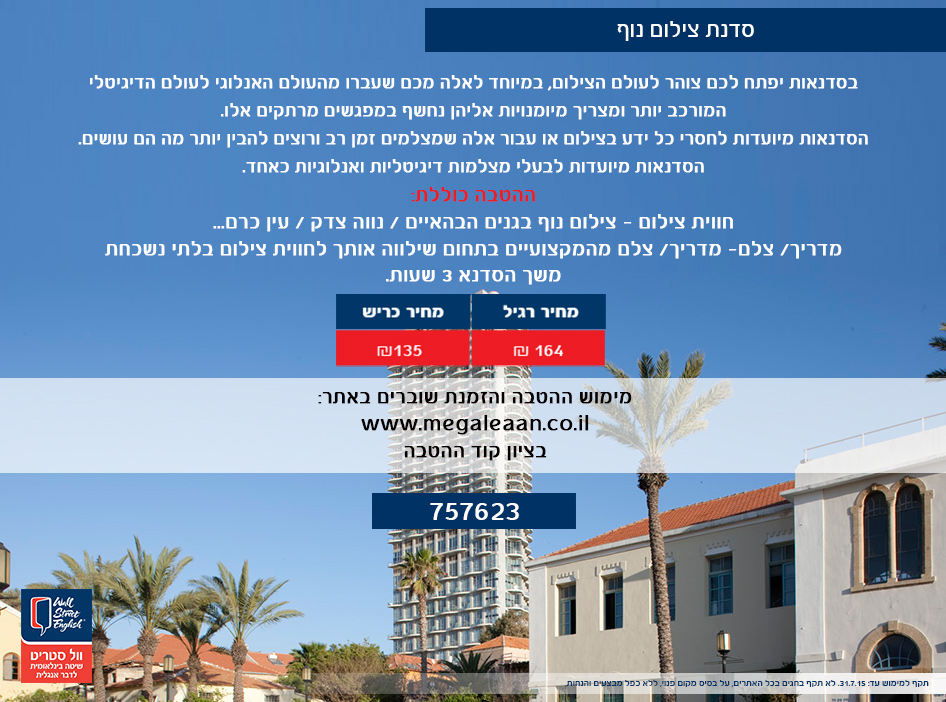 סדנת צילום נוף
בסדנאות יפתח לכם צוהר לעולם הצילום, במיוחד לאלה מכם שעברו מהעולם האנלוגי לעולם הדיגיטלי
המורכב יותר ומצריך מיומנויות אליהן נחשף במפגשים מרתקים אלו.
הסדנאות מיועדות לחסרי כל ידע בצילום או עבור אלה שמצלמים זמן רב ורוצים להבין יותר מה הם עושים.
הסדנאות מיועדות לבעלי מצלמות דיגיטליות ואנלוגיות כאחד.
ההטבה כוללת:
חווית צילום - צילום נוף בגנים הבהאיים / נווה צדק / עין כרם...
מדריך/ צלם- מדריך/ צלם מהמקצועיים בתחום שילווה אותך לחווית צילום בלתי נשכחת
משך הסדנא 3 שעות.
מחיר רגיל מחיר כריש
164 ₪ 135₪
מימוש ההטבה והזמנת שוברים באתר:
www.megaleaan.co.il
בציון קוד ההטבה
757623
Wall
Street
English
וול סטריט
שיטה בינלאומית
לדבר אנגלית
תקף למימוש עד: 31.7.15. לא תקף בחגים בכל האתרים, על בסיס מקום פנוי, ללא כפל מבצעים והנחות